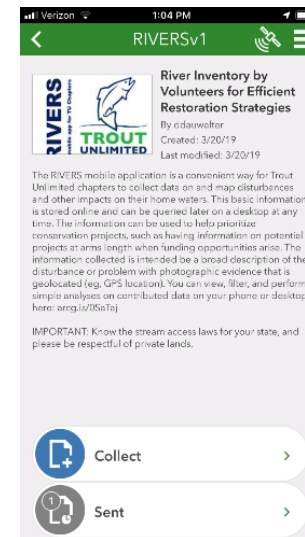 Verizon 1:04 PM
RIVERSv1
RIVERS
mobile app for TU Chapters
TROUT
UNLIMITED
River Inventory by
Volunteers for Efficient
Restoration Strategies
By ddauwalter
Created: 3/20/19
Last modified: 3/20/19
The RIVERS mobile application is a convenient way for Trout
Unlimited chapters to collect data on and map disturbances
and other impacts on their home waters. This basic information
is stored online and can be queried later on a desktop at any
time. The information can be used to help prioritize
conservation projects, such as having information on potential
projects at arms length when funding opportunities arise. The
information collected is intended be a broad description of the
disturbance or problem with photographic evidence that is
geolocated (eg, GPS location). You can view, filter, and perform
simple analyses on contributed data on your phone or desktop
here: arcg.is/0SaTaj
IMPORTANT: Know the stream access laws for your state, and
please be respectful of private lands.
Collect
1
Sent